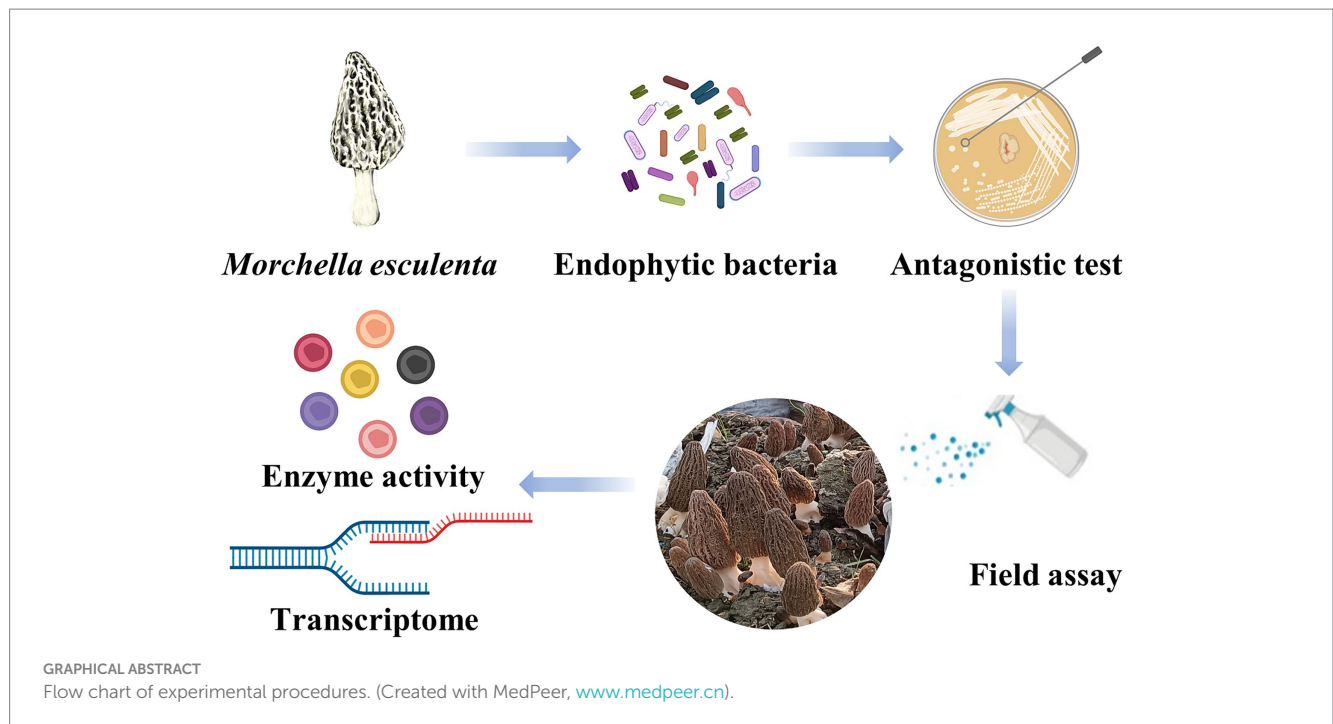 Morchella esculenta
Endophytic bacteria
Antagonistic test
Enzyme activity
Field assay
Transcriptome
GRAPHICAL ABSTRACT
Flow chart of experimental procedures. (Created with MedPeer, www.medpeer.cn).